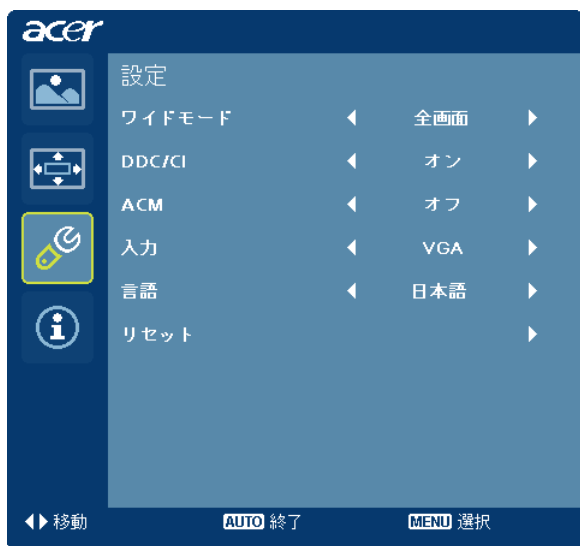 acer
設定
ワイドモード 全画面
DDC/CI オン
ACM オフ
入力 VGA
言語 日本語
リセット
移動 AUTO 終了 MENU 選択